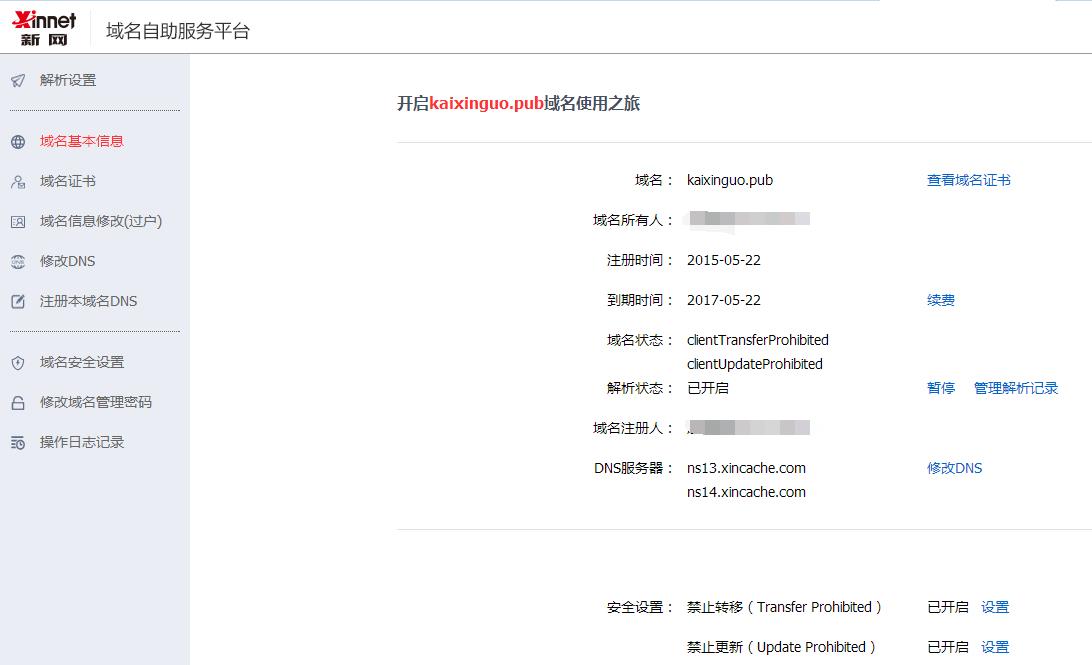 Xinnet
新 网
域名自助服务平台
解析设置
域名基本信息
域名证书
域名信息修改(过户)
修改DNS
注册本域名DNS
域名安全设置
修改域名管理密码
操作日志记录
开启kaixinguo.pub域名使用之旅
域名： kaixinguo.pub 查看域名证书
域名所有人：
注册时间： 2015-05-22
到期时间： 2017-05-22 续费
域名状态： clientTransferProhibited
clientUpdateProhibited
解析状态： 已开启 暂停 管理解析记录
域名注册人：
DNS服务器： ns13.xincache.com 修改DNS
ns14.xincache.com
安全设置： 禁止转移（Transfer Prohibited） 已开启 设置
禁止更新（Update Prohibited） 已开启 设置